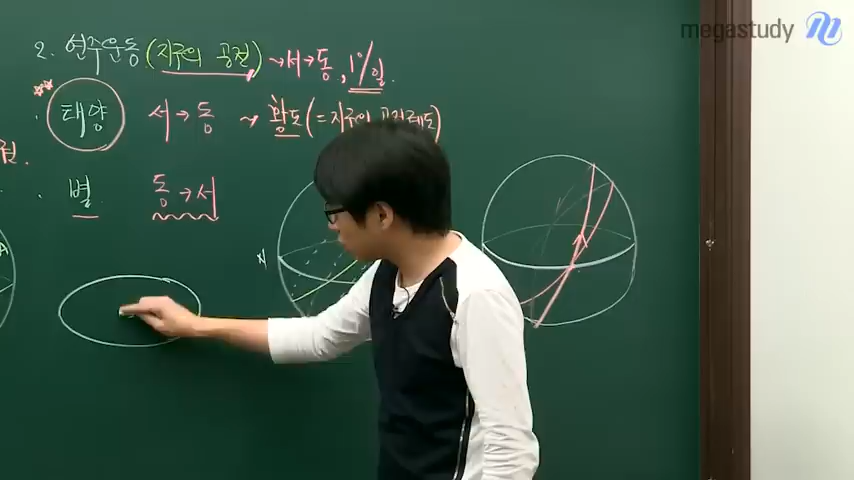 megastudy
2. 연주운동 (지구의 공전) → 서→동, 1°/일.
태양 서→동 → 황도 (= 지구의 공전궤도)
별 동→서